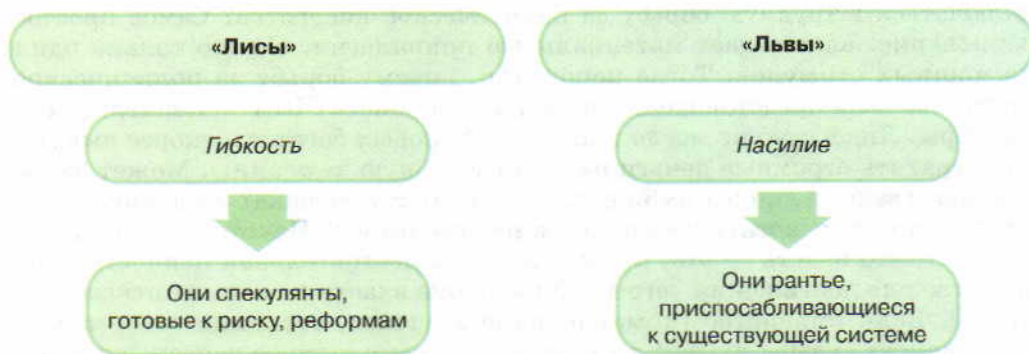 «Лисы»
Гибкость
Они спекулянты,
готовые к риску, реформам
«Львы»
Насилие
Они рантье,
приспосабливающиеся
к существующей системе